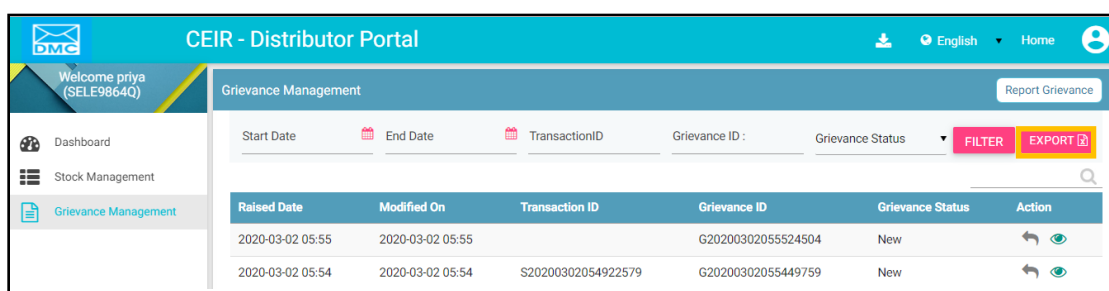 DMC
CEIR - Distributor Portal
English
Home
Welcome priya
(SELE9864Q)
Grievance Management
Report Grievance
Dashboard
Stock Management
Grievance Management
Start Date
End Date
TransactionID
Grievance ID :
Grievance Status
FILTER
EXPORT
Raised Date Modified On Transaction ID Grievance ID Grievance Status Action
2020-03-02 05:55 2020-03-02 05:55 G20200302055524504 New
2020-03-02 05:54 2020-03-02 05:54 S20200302054922579 G20200302055449759 New